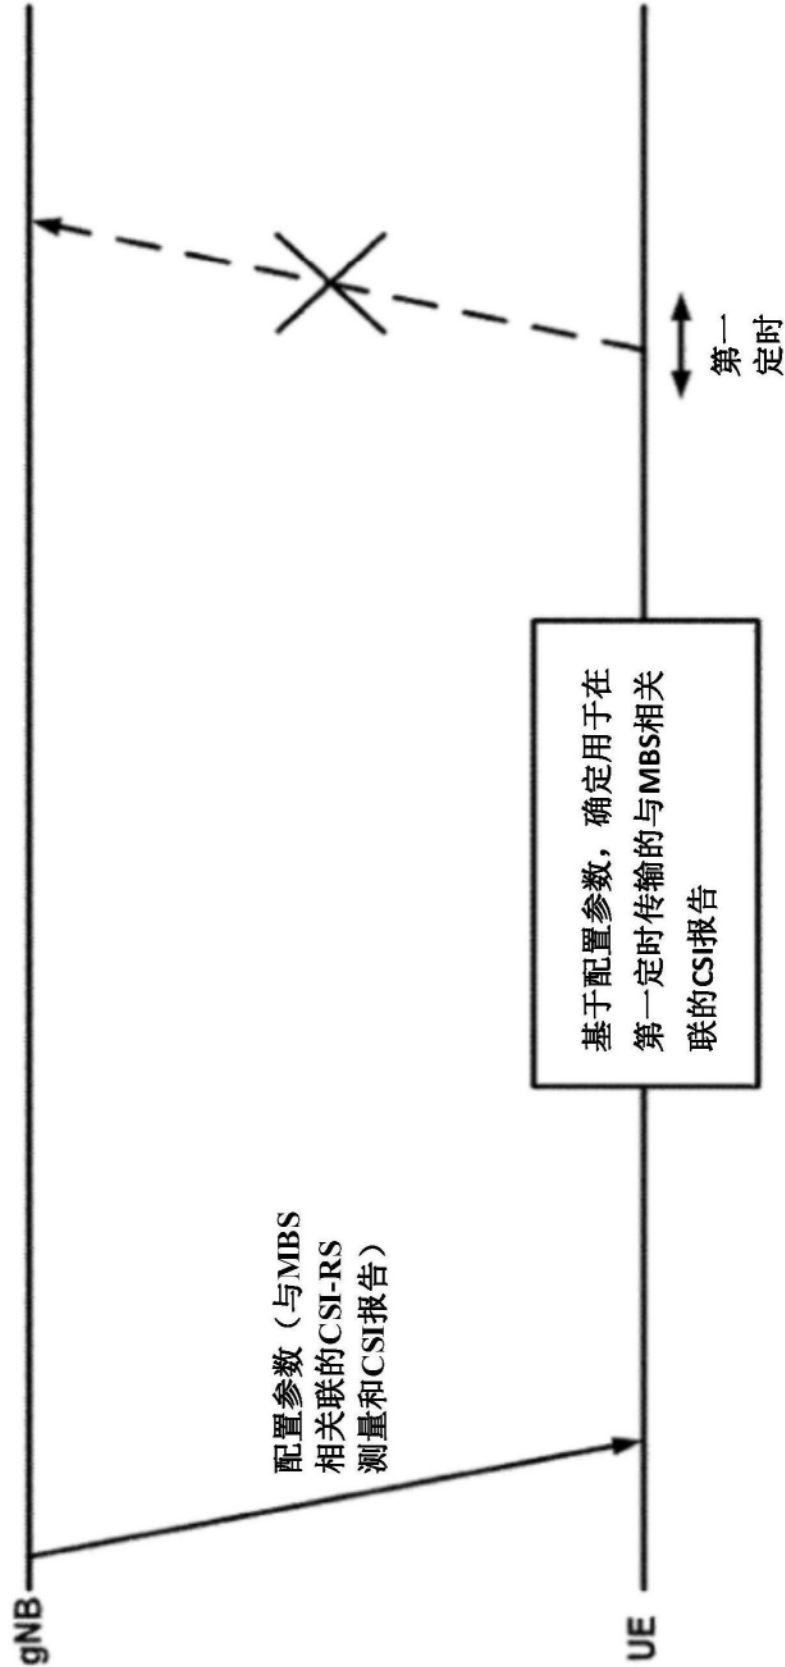 gNB
配置参数（与MBS
相关联的CSI-RS
测量和CSI报告）
UE
基于配置参数，确定用于在
第一定时传输的与MBS相关
联的CSI报告
第一
定时